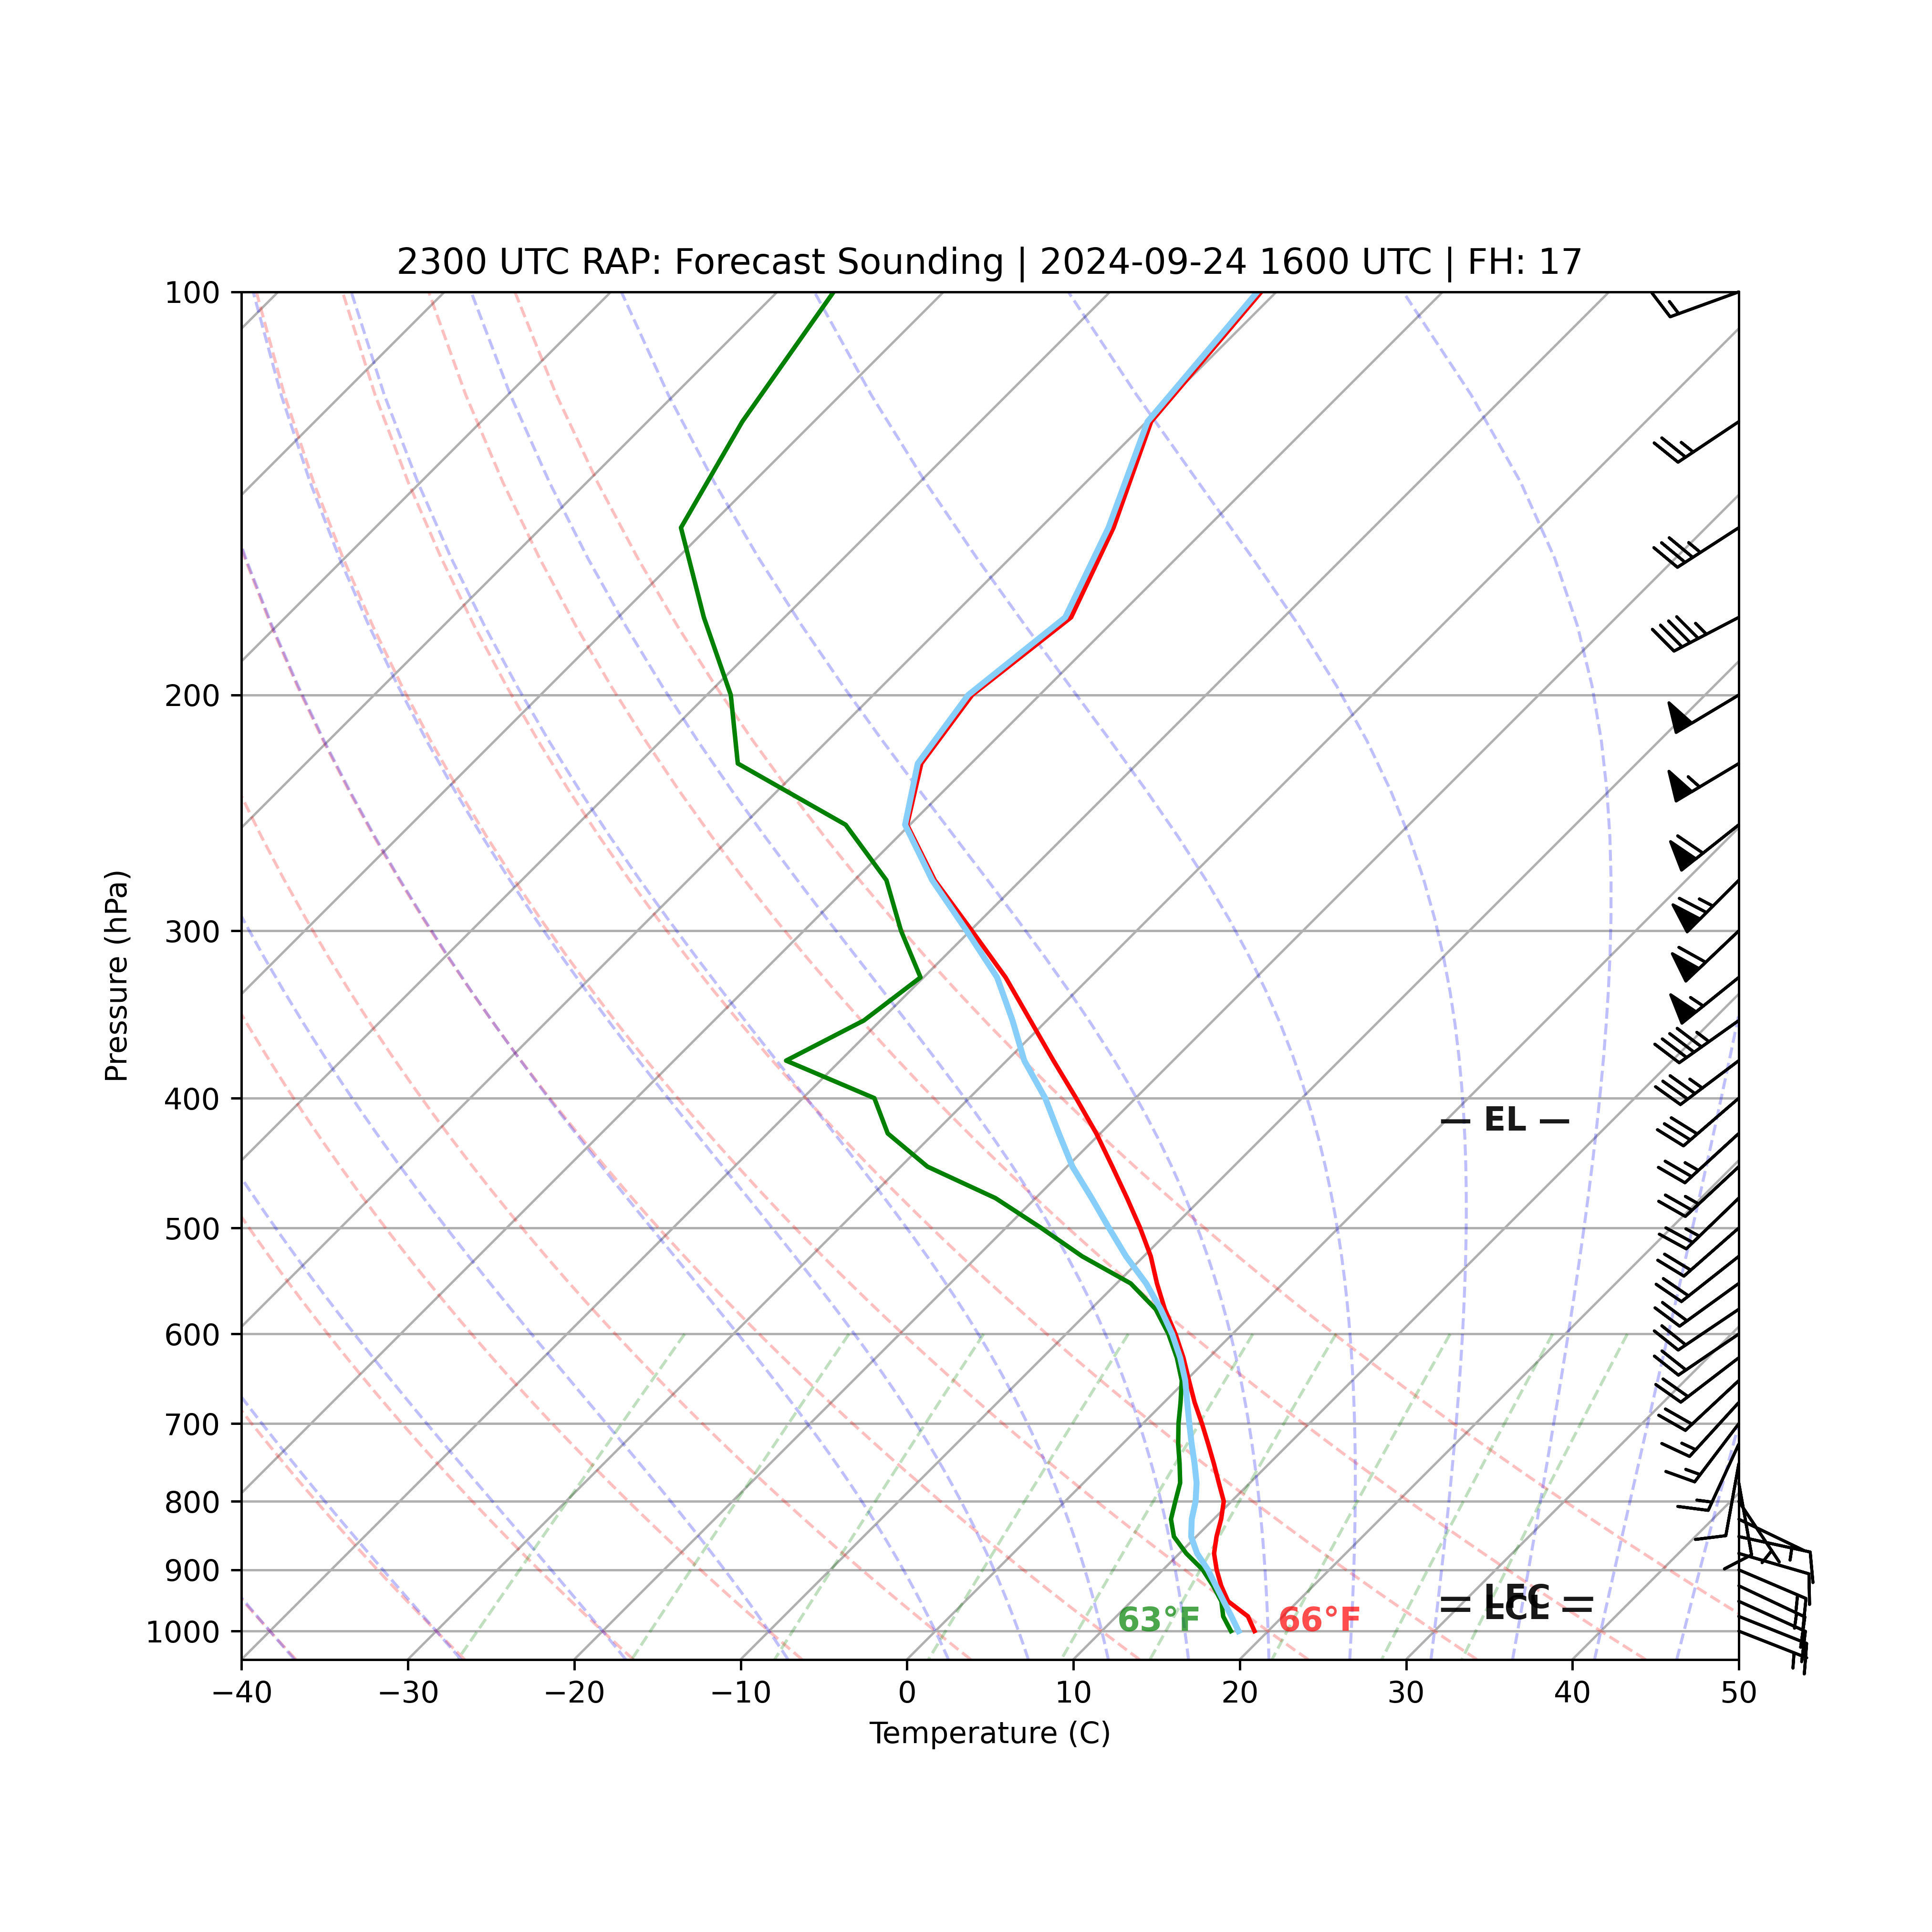 2300 UTC RAP: Forecast Sounding | 2024-09-24 1600 UTC | FH: 17
100
200
300
400
500
600
700
800
900
1000
Pressure (hPa)
— EL —
— LFC —
— LCL —
63°F
66°F
−40 −30 −20 −10 0 10 20 30 40 50
Temperature (C)